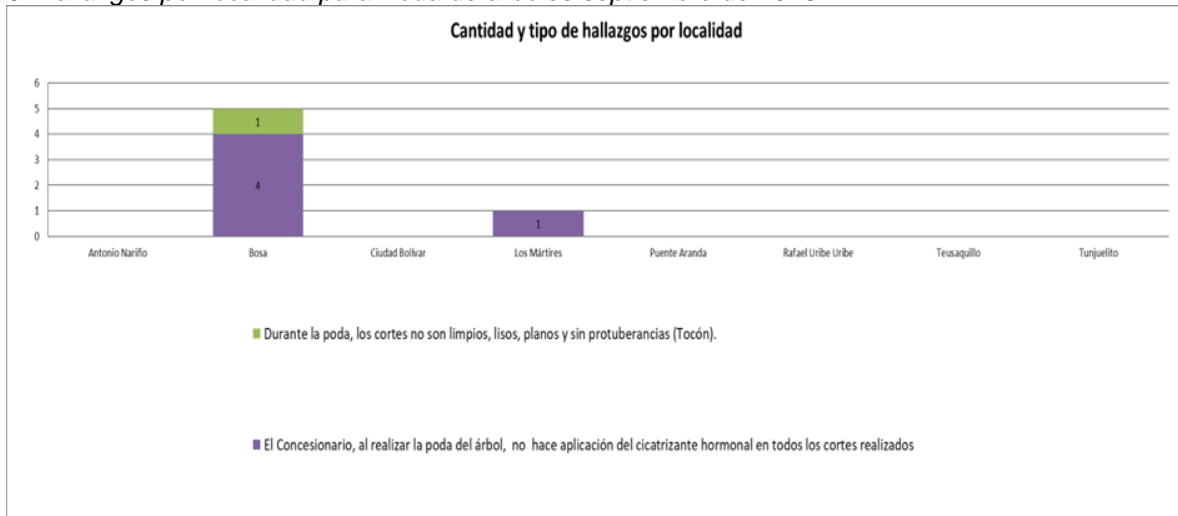 Cantidad y tipo de hallazgos por localidad
6
5
4
3
2
1
0
1
4
1
Antonio Nariño Bosa Ciudad Bolívar Los Mártires Puente Aranda Rafael Uribe Uribe Teusaquillo Tunjuelito
Durante la poda, los cortes no son limpios, lisos, planos y sin protuberancias (Tocón).
El Concesionario, al realizar la poda del árbol, no hace aplicación del cicatrizante hormonal en todos los cortes realizados